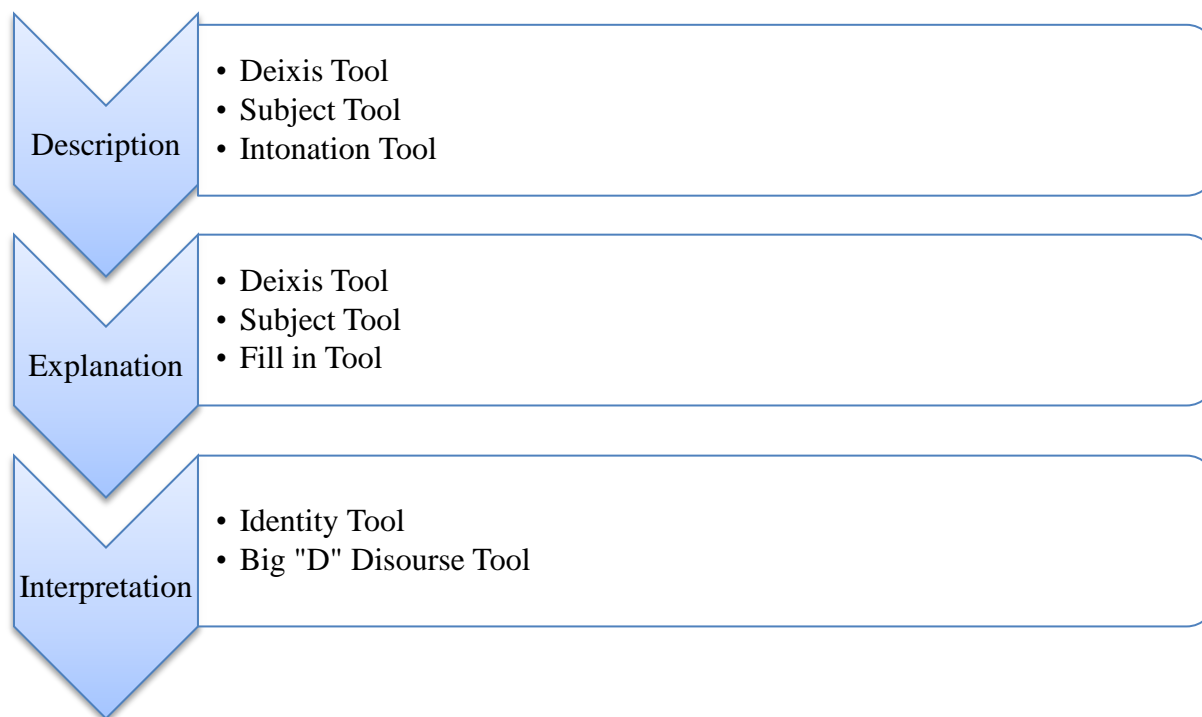 Description
• Deixis Tool
• Subject Tool
• Intonation Tool
Explanation
• Deixis Tool
• Subject Tool
• Fill in Tool
Interpretation
• Identity Tool
• Big "D" Disourse Tool